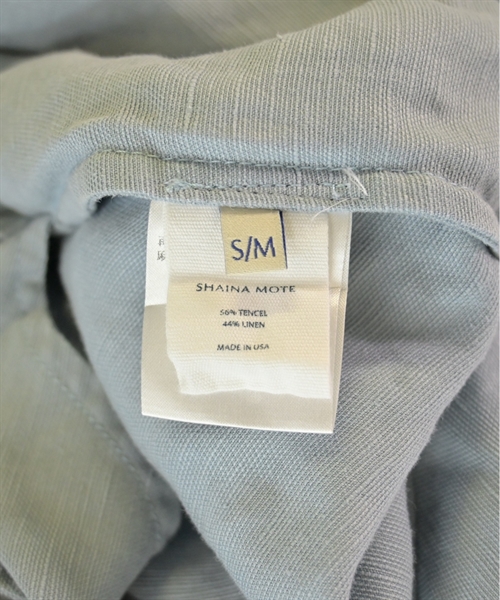 S/M
SHAINA MOTE
56% TENCEL
44% LINEN
MADE IN USA